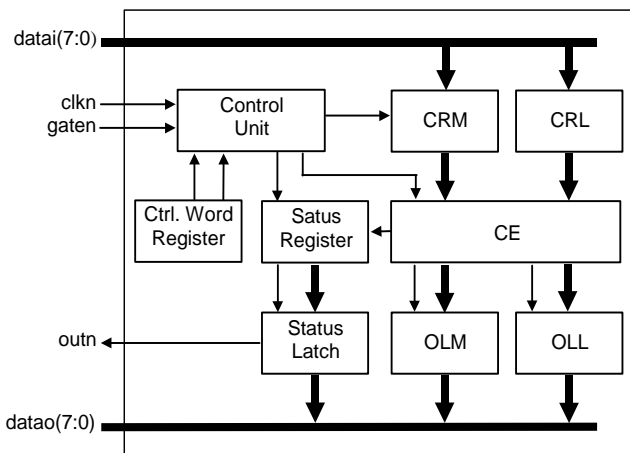 datai(7:0)
clkn
gaten
Control
Unit
CRM
CRL
Ctrl. Word
Register
Satus
Register
CE
outn
Status
Latch
OLM
OLL
datao(7:0)